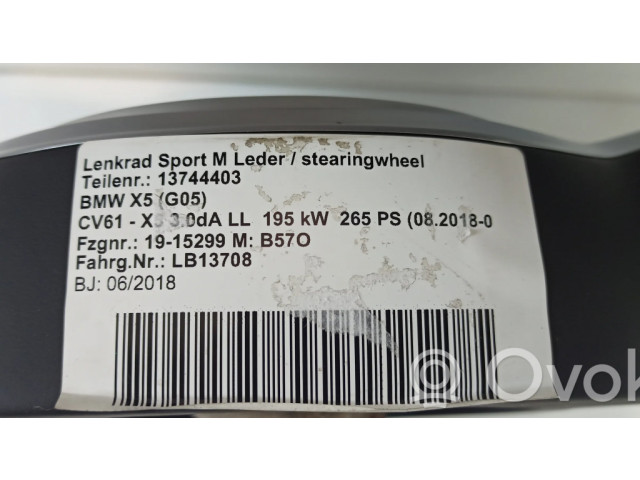 Lenkrad Sport M Leder / stearingwheel
Teilenr.: 13744403
BMW X5 (G05)
CV61 - X5 3.0dA LL 195 kW 265 PS (08.2018-0
Fzgnr.: 19-15299 M: B57O
Fahrg.Nr.: LB13708
BJ: 06/2018
Ovok